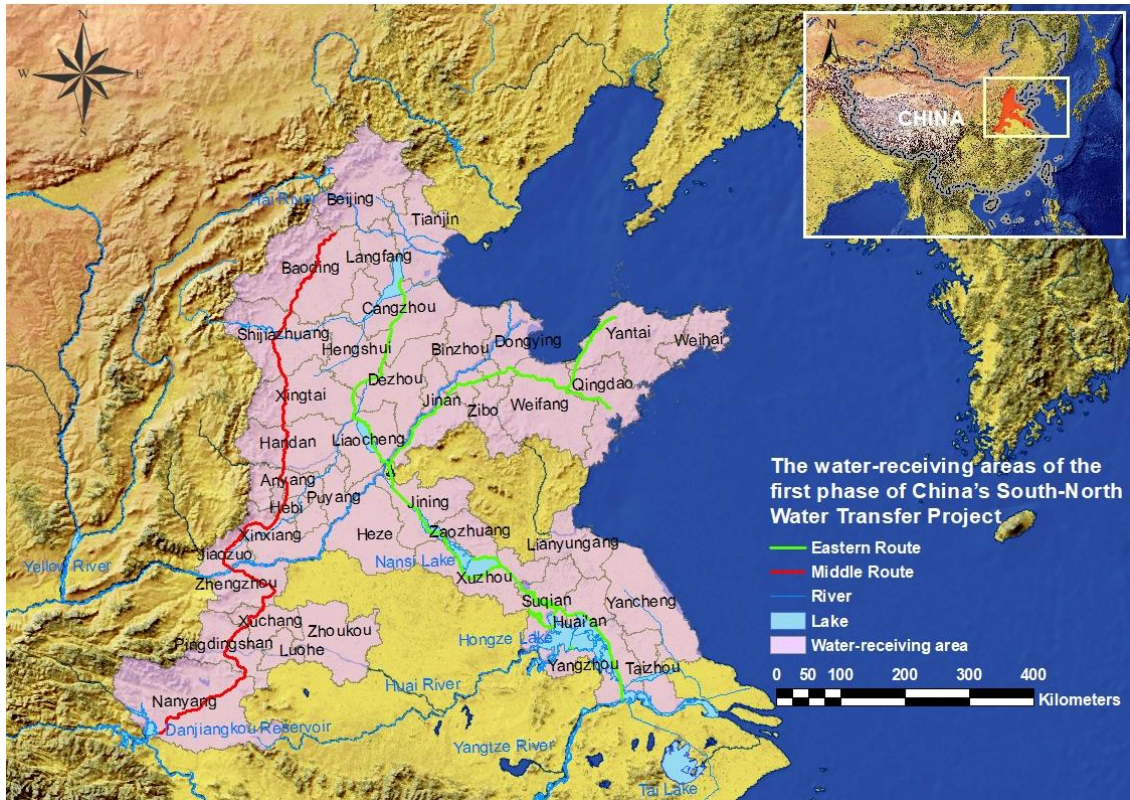 N
W
E
S
N
CHINA
Hai River
Beijing
Tianjin
Langfang
Baoding
Cangzhou
Shijiazhuang
Hengshui
Binzhou
Dongying
Yantai
Weihai
Dezhou
Xingtai
Jinan
Zibo
Weifang
Qingdao
Handan
Liaocheng
Anyang
Puyang
Hebi
Jining
Xinxiang
Heze
Zaozhuang
Lianyungang
Jiaozuo
Nansi Lake
Yellow River
Xuzhou
Zhengzhou
Suqian
Yancheng
Xuchang
Huai'an
Zhoukou
Pingdingshan
Luohe
Hongze Lake
Yangzhou
Taizhou
Huai River
Nanyang
Danjiangkou Reservoir
Yangtze River
Tai Lake
The water-receiving areas of the
first phase of China's South-North
Water Transfer Project
Eastern Route
Middle Route
River
Lake
Water-receiving area
0 50 100 200 300 400
Kilometers